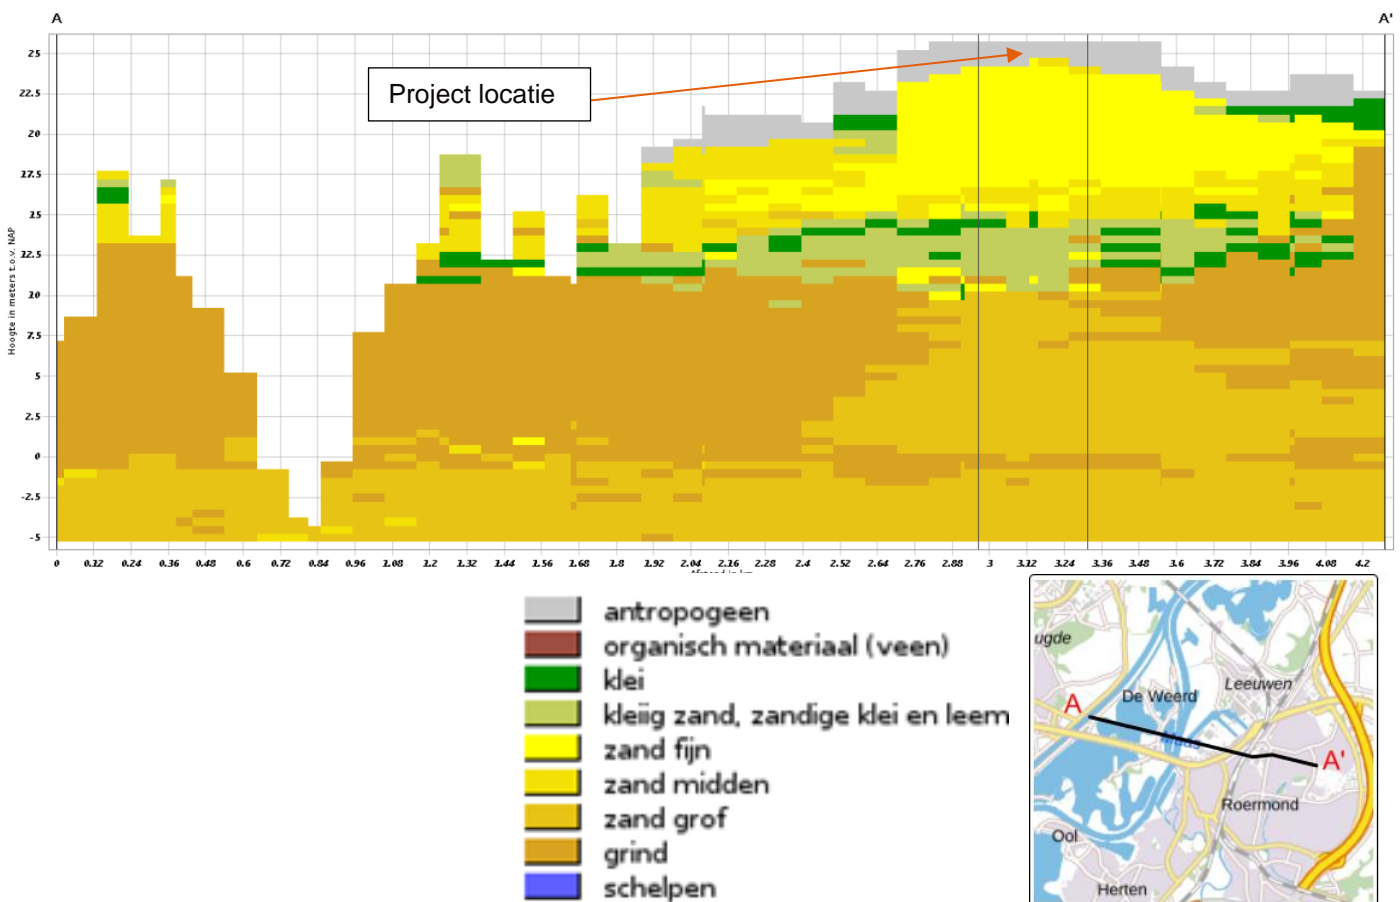 A A'
Project locatie
Hoogte in meters t.o.v. NAP
25
22.5
20
17.5
15
12.5
10
7.5
5
2.5
0
-2.5
-5
0 0.12 0.24 0.36 0.48 0.6 0.72 0.84 0.96 1.08 1.2 1.32 1.44 1.56 1.68 1.8 1.92 2.04 2.16 2.28 2.4 2.52 2.64 2.76 2.88 3 3.12 3.24 3.36 3.48 3.6 3.72 3.84 3.96 4.08 4.2
Afstand in km
antropogeen
organisch materiaal (veen)
klei
kleiig zand, zandige klei en leem
zand fijn
zand midden
zand grof
grind
schelpen
ugde
Leeuwen
De Weerd
A
Maas
A'
Roermond
Ool
Herten